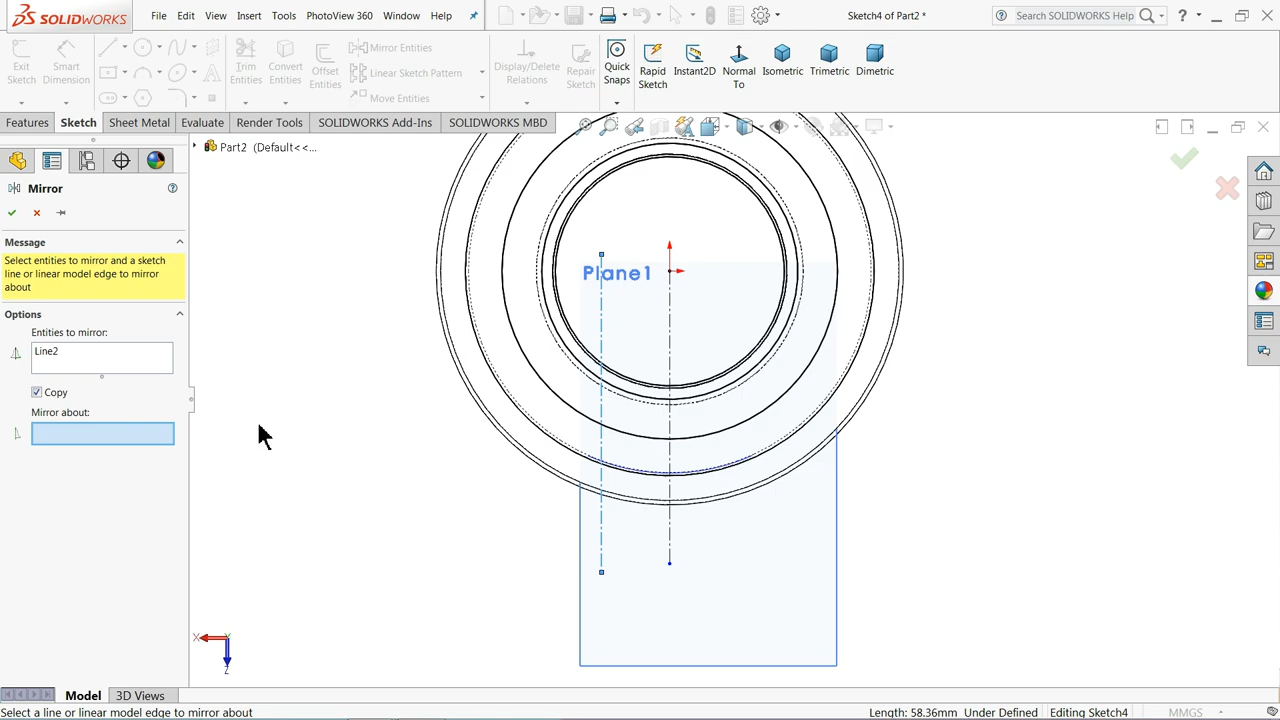 SOLIDWORKS
File Edit View Insert Tools PhotoView 360 Window Help
Sketch4 of Part2 *
Search SOLIDWORKS Help
?
Exit Sketch
Smart Dimension
Trim Entities
Convert Entities
Offset Entities
Mirror Entities
Linear Sketch Pattern
Move Entities
Display/Delete Relations
Repair Sketch
Quick Snaps
Rapid Sketch
Instant2D
Normal To
Isometric
Trimetric
Dimetric
Features Sketch Sheet Metal Evaluate Render Tools SOLIDWORKS Add-Ins SOLIDWORKS MBD
Part2 (Default<<...
Mirror
Message
Select entities to mirror and a sketch
line or linear model edge to mirror
about
Options
Entities to mirror:
Line2
Copy
Mirror about:
Plane1
X
Y
Z
Model 3D Views
Select a line or linear model edge to mirror about
Length: 58.36mm Under Defined Editing Sketch4 MMGS